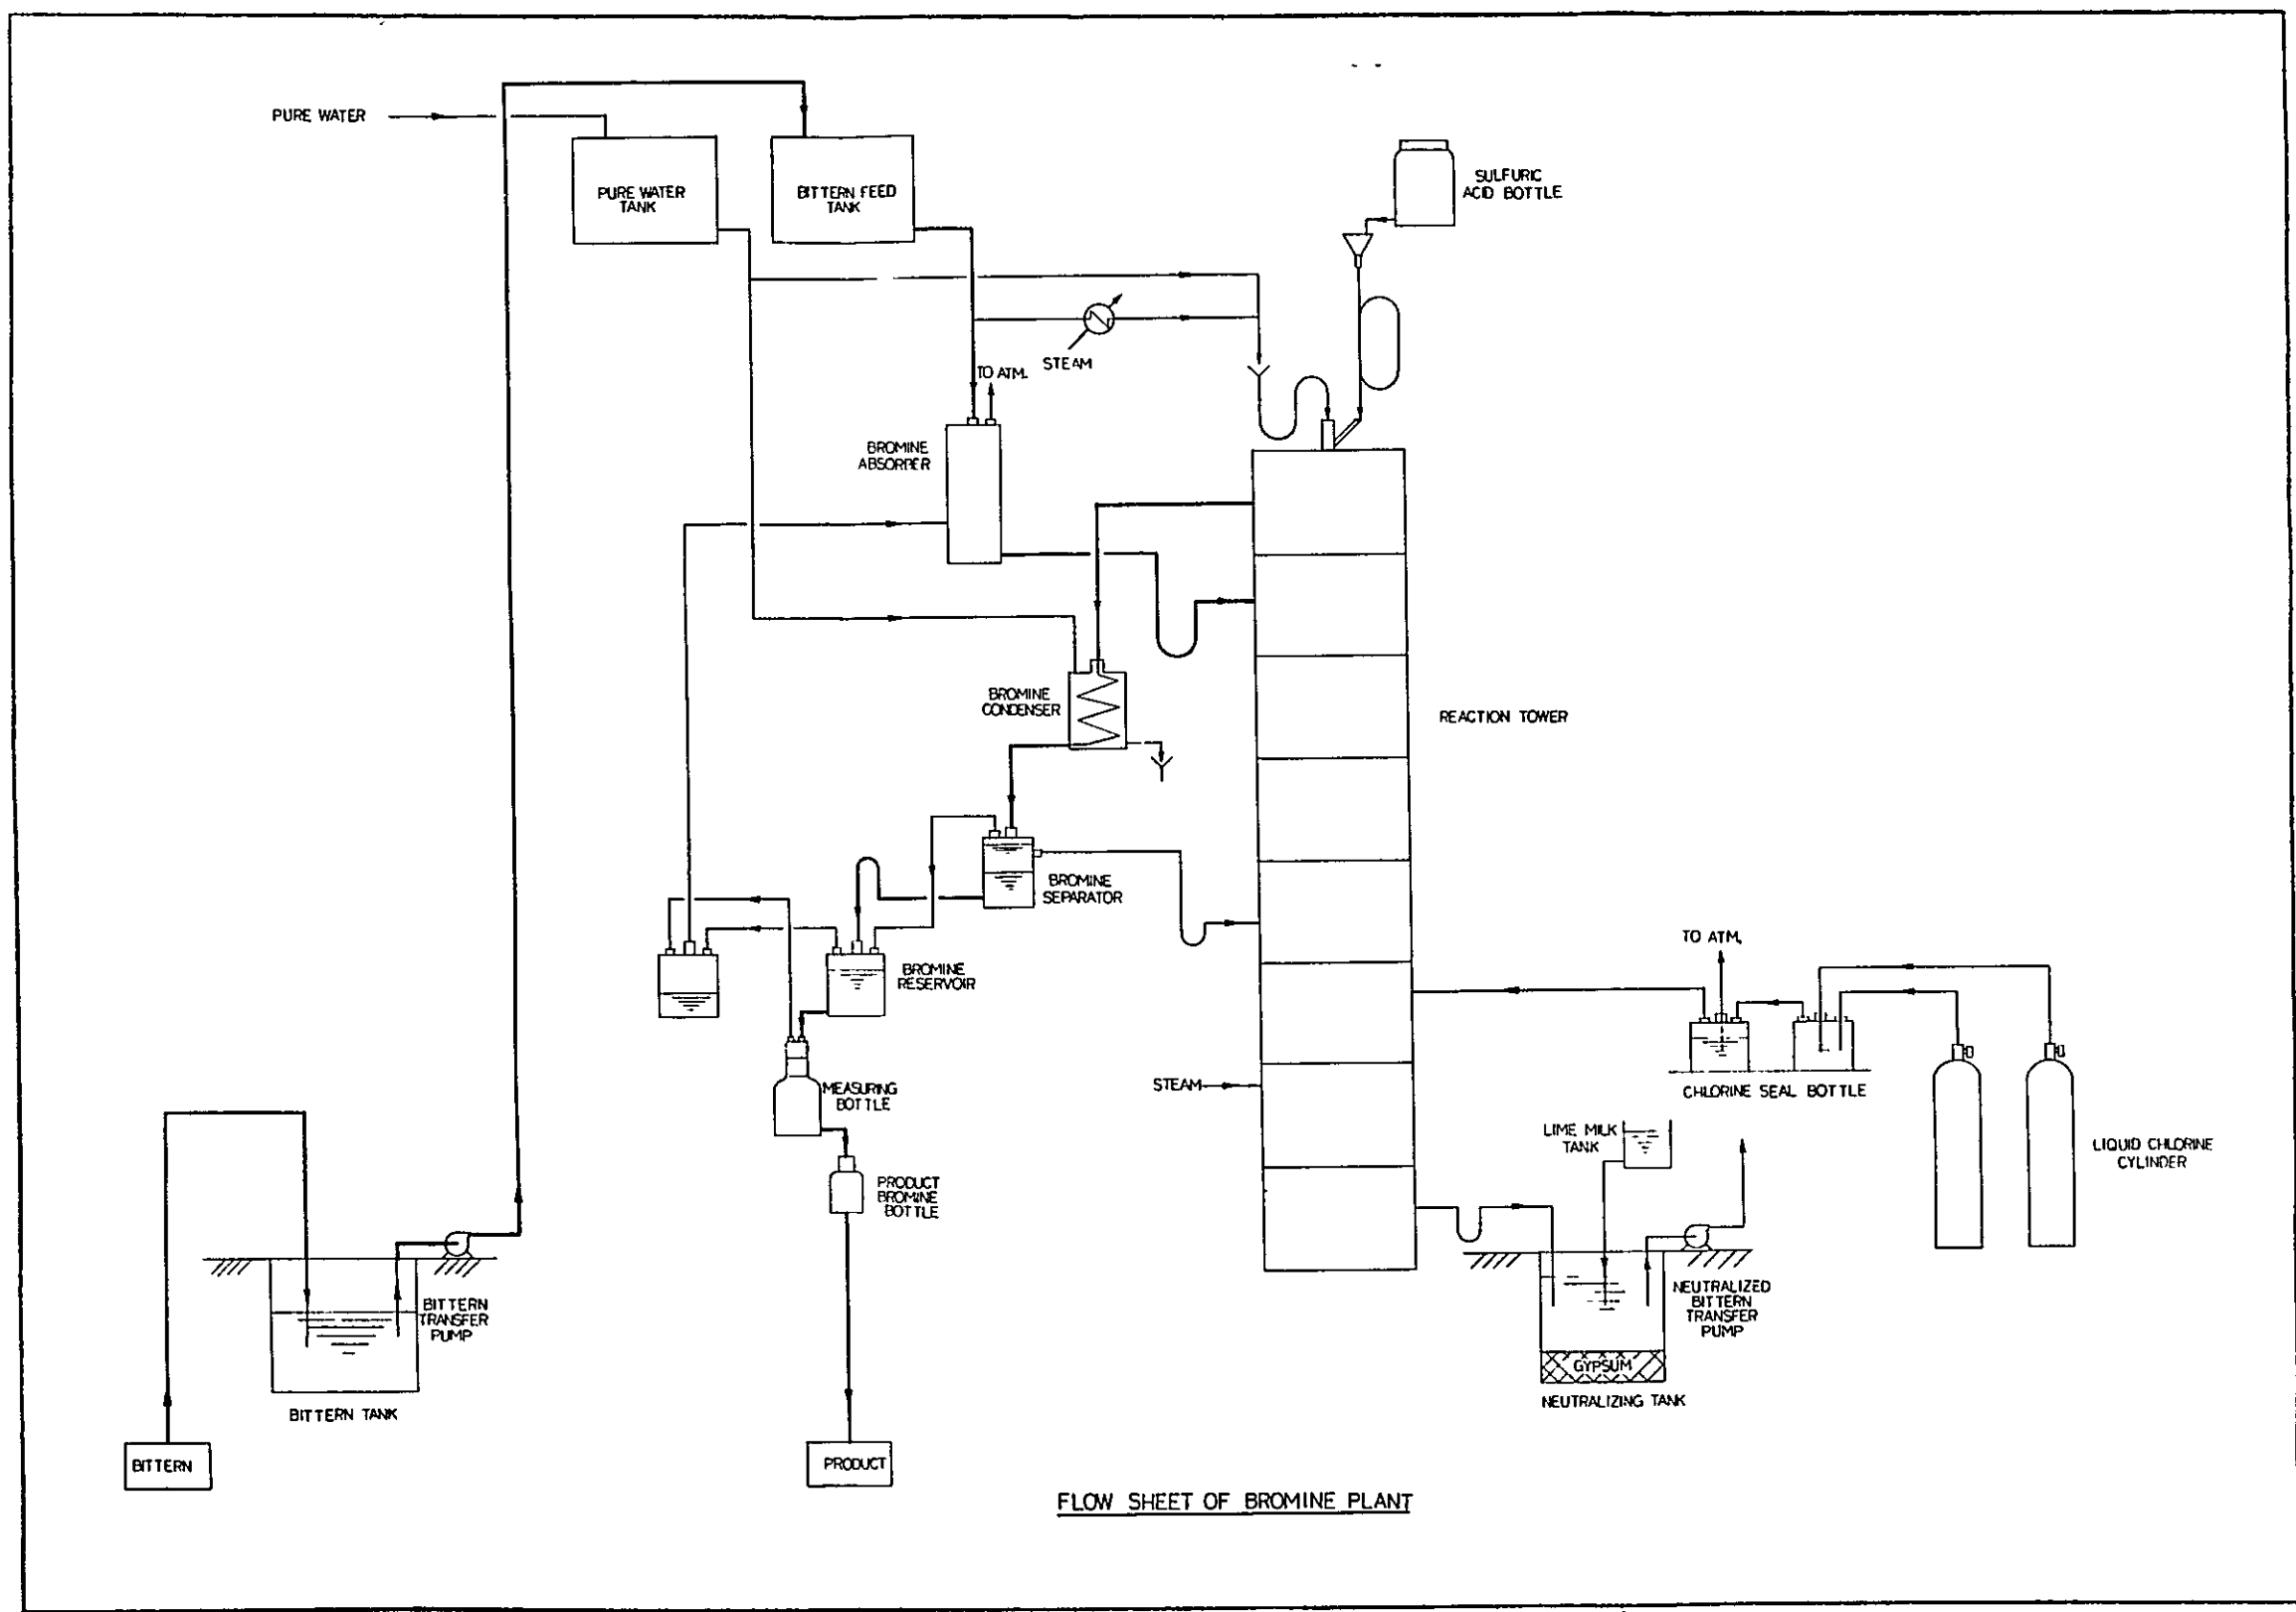 PURE WATER
PURE WATER
TANK
BITTERN FEED
TANK
SULFURIC
ACID BOTTLE
STEAM
TO ATM.
BROMINE
ABSORBER
BROMINE
CONDENSER
REACTION TOWER
BROMINE
SEPARATOR
BROMINE
RESERVOIR
TO ATM.
STEAM
CHLORINE SEAL BOTTLE
MEASURING
BOTTLE
LIME MILK
TANK
LIQUID CHLORINE
CYLINDER
PRODUCT
BROMINE
BOTTLE
BITTERN
TRANSFER
PUMP
NEUTRALIZED
BITTERN
TRANSFER
PUMP
GYPSUM
NEUTRALIZING TANK
BITTERN TANK
BITTERN
PRODUCT
FLOW SHEET OF BROMINE PLANT